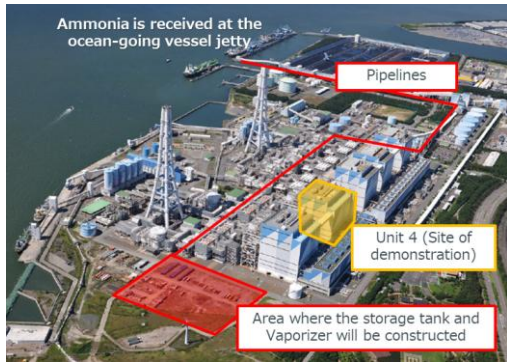 Ammonia is received at the
ocean-going vessel jetty
Pipelines
Unit 4 (Site of
demonstration)
Area where the storage tank and
Vaporizer will be constructed